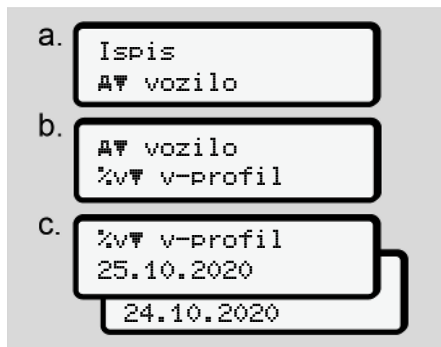 a.
Ispis
A▼ vozilo
b.
A▼ vozilo
%v▼ v-profil
c.
%v▼ v-profil
25.10.2020
24.10.2020